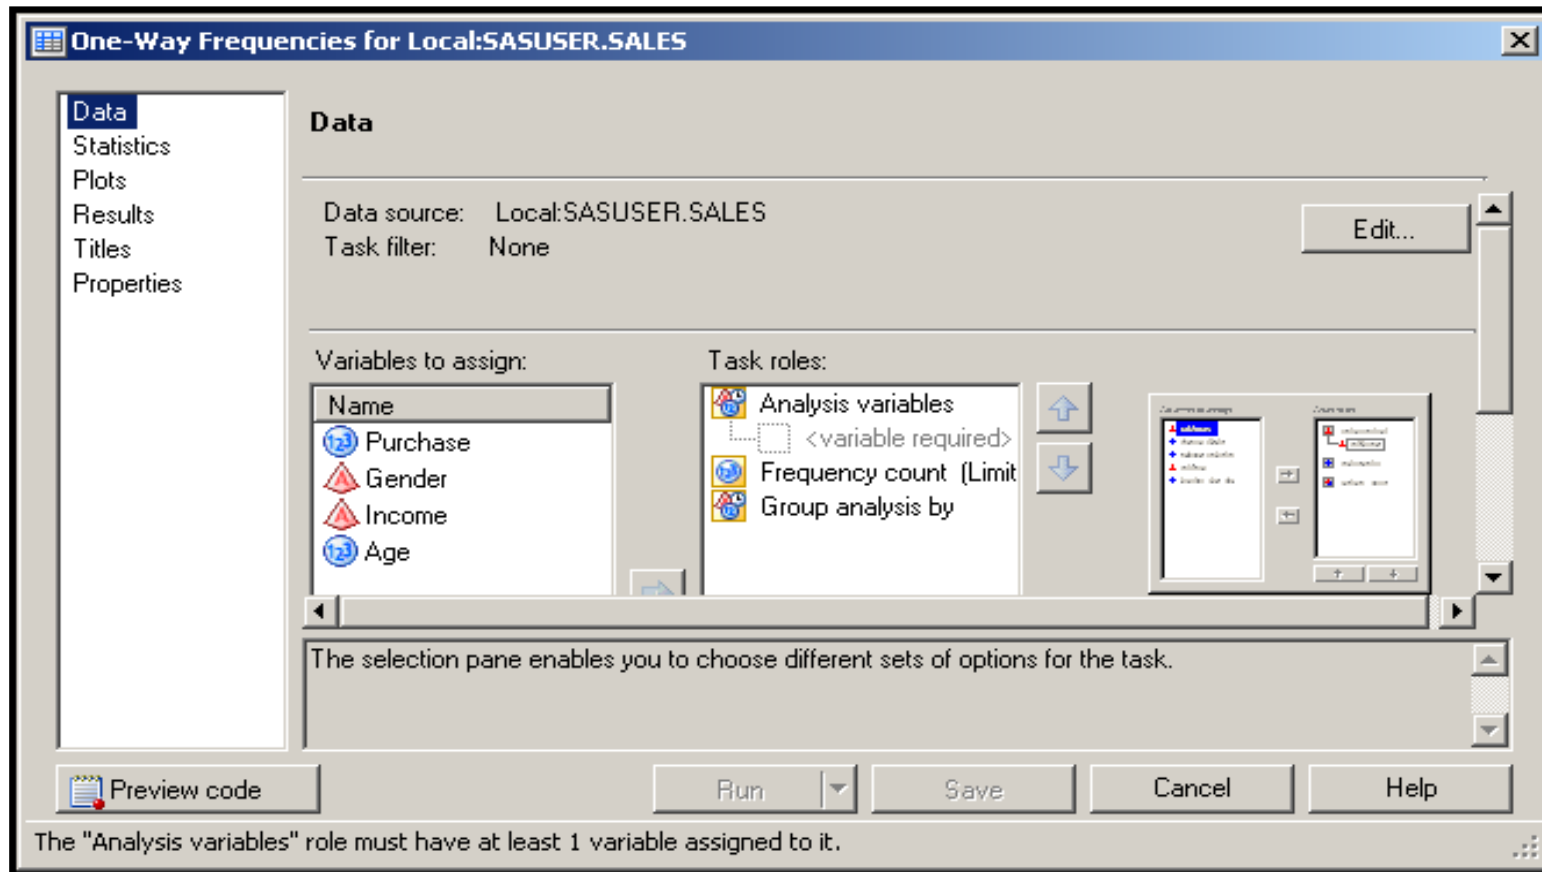 One-Way Frequencies for Local:SASUSER.SALES
Data
Statistics
Plots
Results
Titles
Properties
Data
Data source: Local:SASUSER.SALES
Task filter: None
Edit...
Variables to assign:
Name
123 Purchase
A Gender
A Income
123 Age
Task roles:
Analysis variables
<variable required>
Frequency count (Limit
Group analysis by
The selection pane enables you to choose different sets of options for the task.
Preview code
Run
Save
Cancel
Help
The "Analysis variables" role must have at least 1 variable assigned to it.